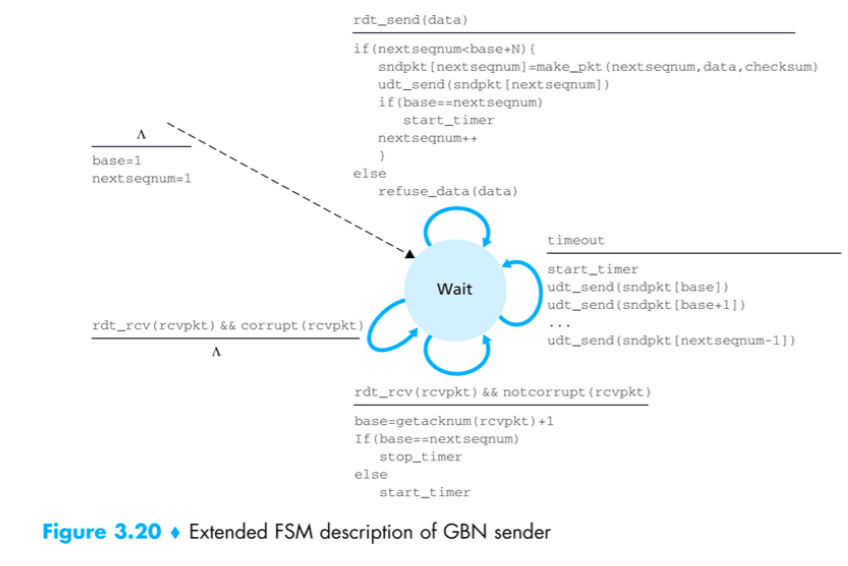 rdt_send(data)
if(nextseqnum<base+N){
sndpkt[nextseqnum]=make_pkt(nextseqnum,data,checksum)
udt_send(sndpkt[nextseqnum])
if(base==nextseqnum)
start_timer
nextseqnum++
}
else
refuse_data(data)
Λ
base=1
nextseqnum=1
timeout
start_timer
udt_send(sndpkt[base])
udt_send(sndpkt[base+1])
...
udt_send(sndpkt[nextseqnum-1])
Wait
rdt_rcv(rcvpkt) && corrupt(rcvpkt)
Λ
rdt_rcv(rcvpkt) && notcorrupt(rcvpkt)
base=getacknum(rcvpkt)+1
If(base==nextseqnum)
stop_timer
else
start_timer
Figure 3.20 ♦ Extended FSM description of GBN sender